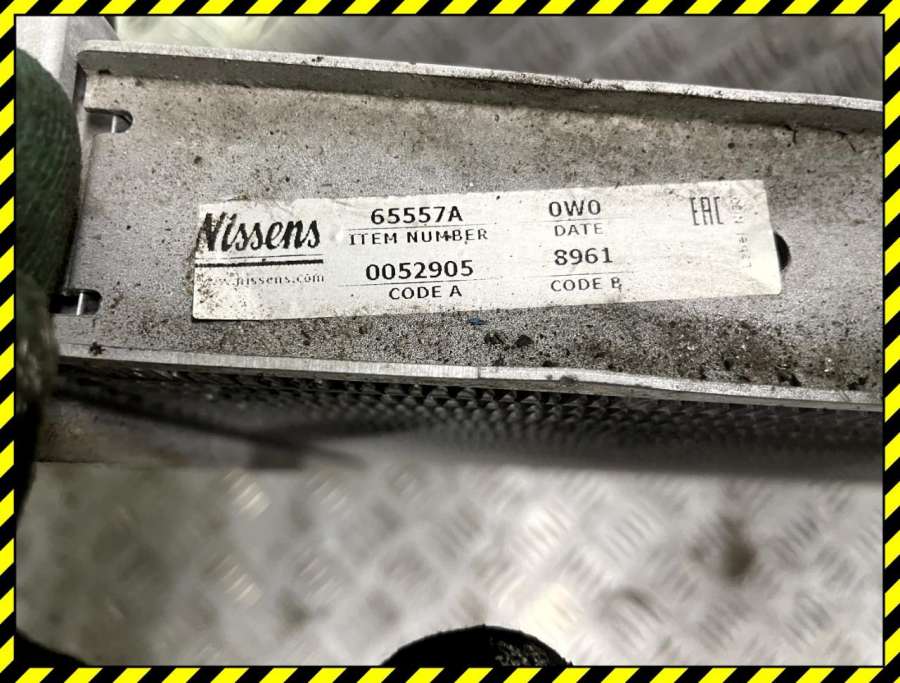 Nissens
www.nissens.com
65557A
ITEM NUMBER
0052905
CODE A
0W0
DATE
8961
CODE B
EAC